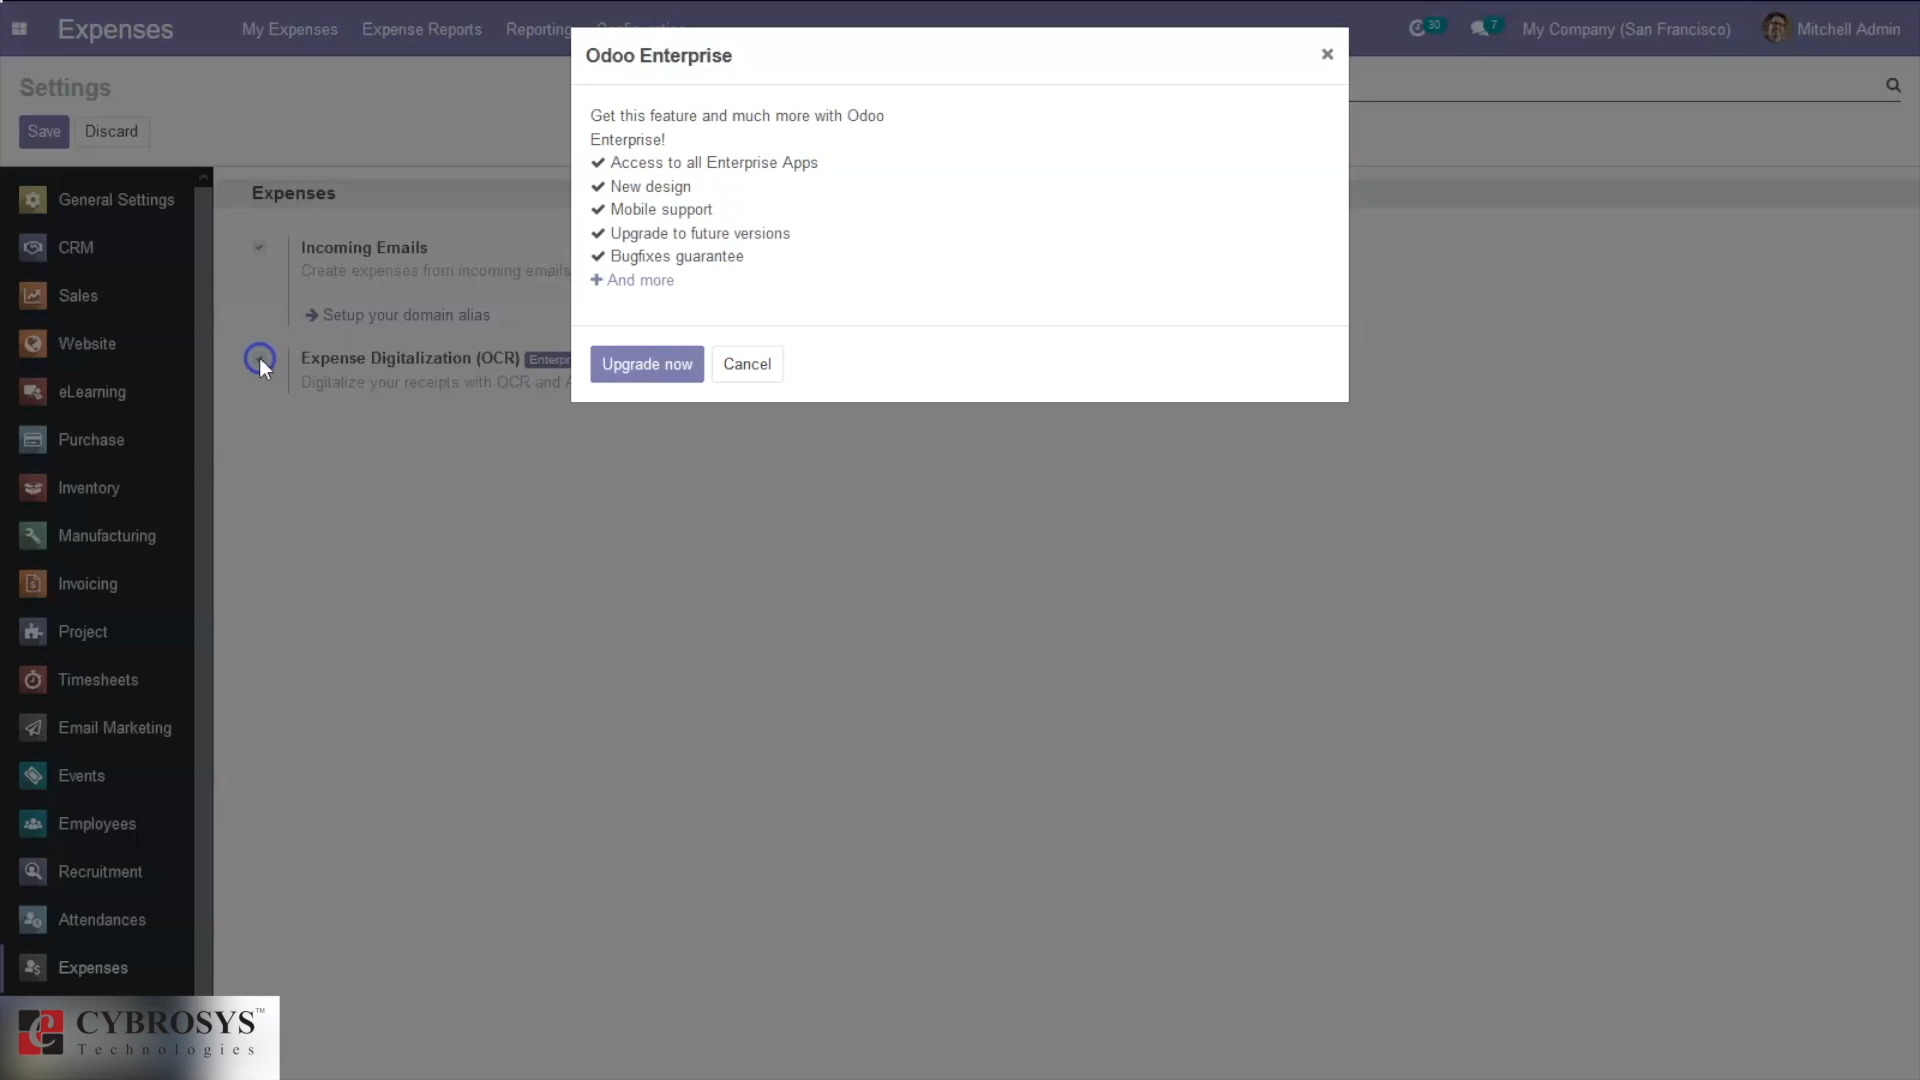 Expenses
My Expenses
Expense Reports
Reporting
30
7
My Company (San Francisco)
Mitchell Admin
Settings
Save
Discard
Odoo Enterprise
Get this feature and much more with Odoo
Enterprise!
Access to all Enterprise Apps
New design
Mobile support
Upgrade to future versions
Bugfixes guarantee
And more
Upgrade now
Cancel
General Settings
CRM
Sales
Website
eLearning
Purchase
Inventory
Manufacturing
Invoicing
Project
Timesheets
Email Marketing
Events
Employees
Recruitment
Attendances
Expenses
Expenses
Incoming Emails
Create expenses from incoming emails
Setup your domain alias
Expense Digitalization (OCR) Enterpr
Digitalize your receipts with OCR and A
CYBROSYS™
Technologies